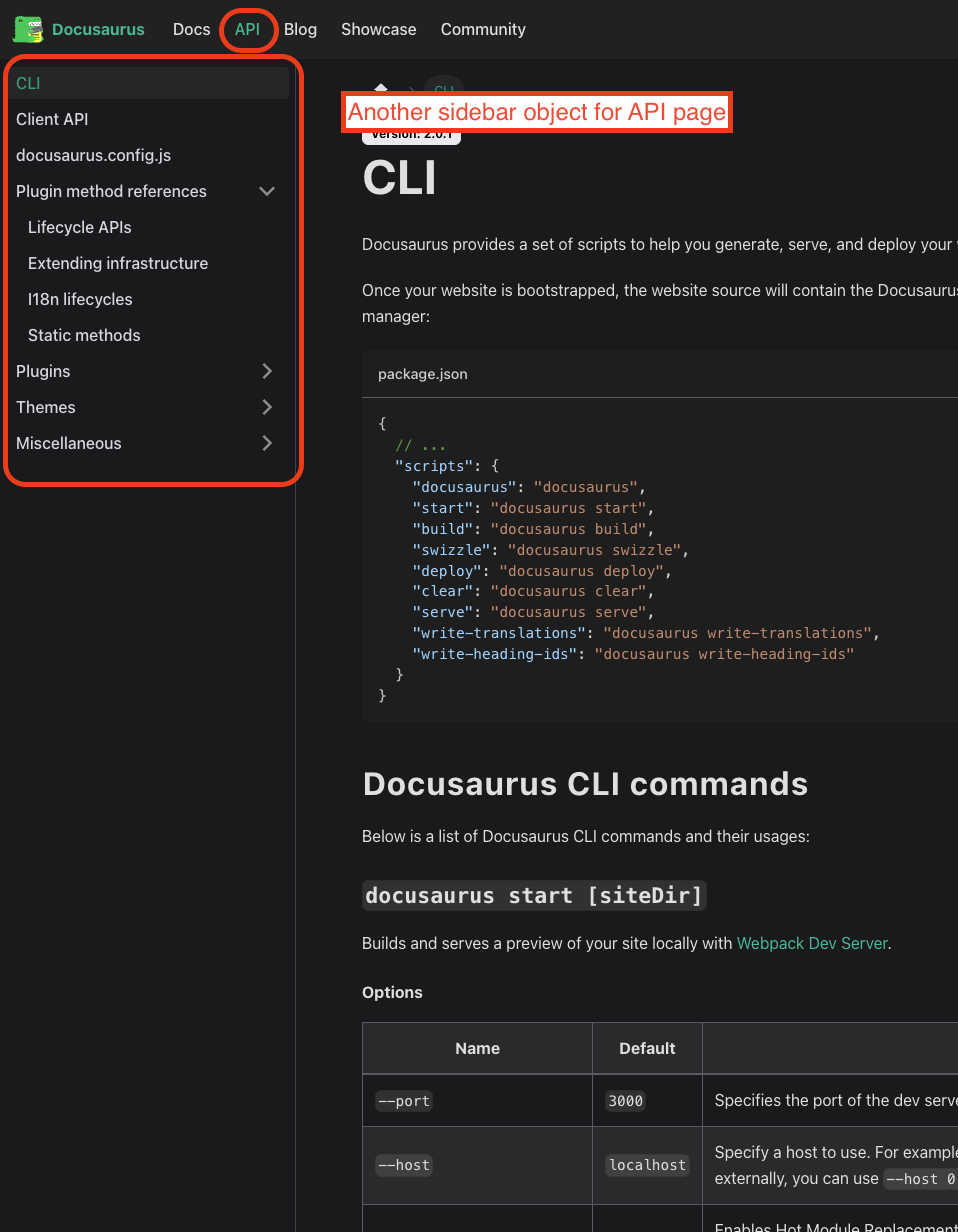 Docusaurus Docs API Blog Showcase Community
CLI
Client API
docusaurus.config.js
Plugin method references
Lifecycle APIs
Extending infrastructure
I18n lifecycles
Static methods
Plugins
Themes
Miscellaneous
CLI
Another sidebar object for API page
Version: 2.0.1
CLI
Docusaurus provides a set of scripts to help you generate, serve, and deploy your
Once your website is bootstrapped, the website source will contain the Docusaurus
manager:
package.json
{
// ...
"scripts": {
"docusaurus": "docusaurus",
"start": "docusaurus start",
"build": "docusaurus build",
"swizzle": "docusaurus swizzle",
"deploy": "docusaurus deploy",
"clear": "docusaurus clear",
"serve": "docusaurus serve",
"write-translations": "docusaurus write-translations",
"write-heading-ids": "docusaurus write-heading-ids"
}
}
Docusaurus CLI commands
Below is a list of Docusaurus CLI commands and their usages:
docusaurus start [siteDir]
Builds and serves a preview of your site locally with Webpack Dev Server.
Options
Name Default
--port 3000 Specifies the port of the dev serve
--host localhost Specify a host to use. For example
externally, you can use --host 0
Enables Hot Module Replacement